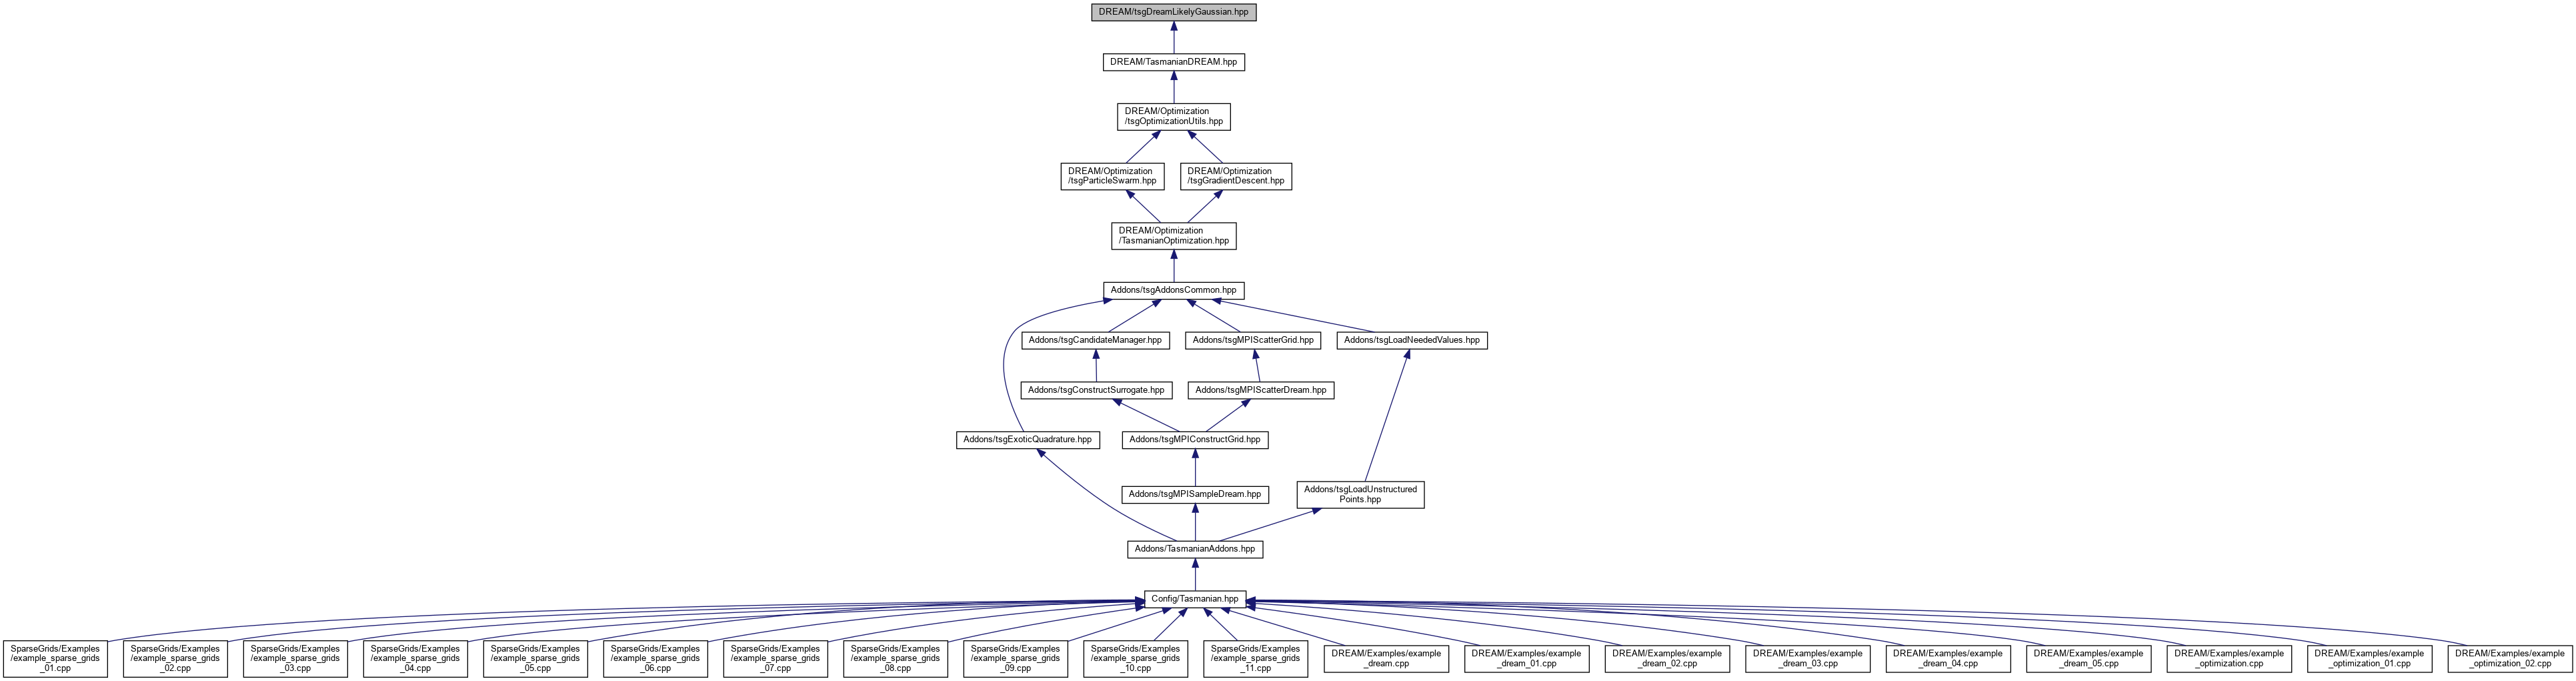 DREAM/tsgDreamLikelyGaussian.hpp
DREAM/TasmanianDREAM.hpp
DREAM/Optimization
/tsgOptimizationUtils.hpp
DREAM/Optimization
/tsgParticleSwarm.hpp
DREAM/Optimization
/tsgGradientDescent.hpp
DREAM/Optimization
/TasmanianOptimization.hpp
Addons/tsgAddonsCommon.hpp
Addons/tsgCandidateManager.hpp
Addons/tsgMPIScatterGrid.hpp
Addons/tsgLoadNeededValues.hpp
Addons/tsgConstructSurrogate.hpp
Addons/tsgMPIScatterDream.hpp
Addons/tsgExoticQuadrature.hpp
Addons/tsgMPIConstructGrid.hpp
Addons/tsgMPISampleDream.hpp
Addons/tsgLoadUnstructured
Points.hpp
Addons/TasmanianAddons.hpp
Config/Tasmanian.hpp
SparseGrids/Examples
/example_sparse_grids
_01.cpp
SparseGrids/Examples
/example_sparse_grids
_02.cpp
SparseGrids/Examples
/example_sparse_grids
_03.cpp
SparseGrids/Examples
/example_sparse_grids
_04.cpp
SparseGrids/Examples
/example_sparse_grids
_05.cpp
SparseGrids/Examples
/example_sparse_grids
_06.cpp
SparseGrids/Examples
/example_sparse_grids
_07.cpp
SparseGrids/Examples
/example_sparse_grids
_08.cpp
SparseGrids/Examples
/example_sparse_grids
_09.cpp
SparseGrids/Examples
/example_sparse_grids
_10.cpp
SparseGrids/Examples
/example_sparse_grids
_11.cpp
DREAM/Examples/example
_dream.cpp
DREAM/Examples/example
_dream_01.cpp
DREAM/Examples/example
_dream_02.cpp
DREAM/Examples/example
_dream_03.cpp
DREAM/Examples/example
_dream_04.cpp
DREAM/Examples/example
_dream_05.cpp
DREAM/Examples/example
_optimization.cpp
DREAM/Examples/example
_optimization_01.cpp
DREAM/Examples/example
_optimization_02.cpp